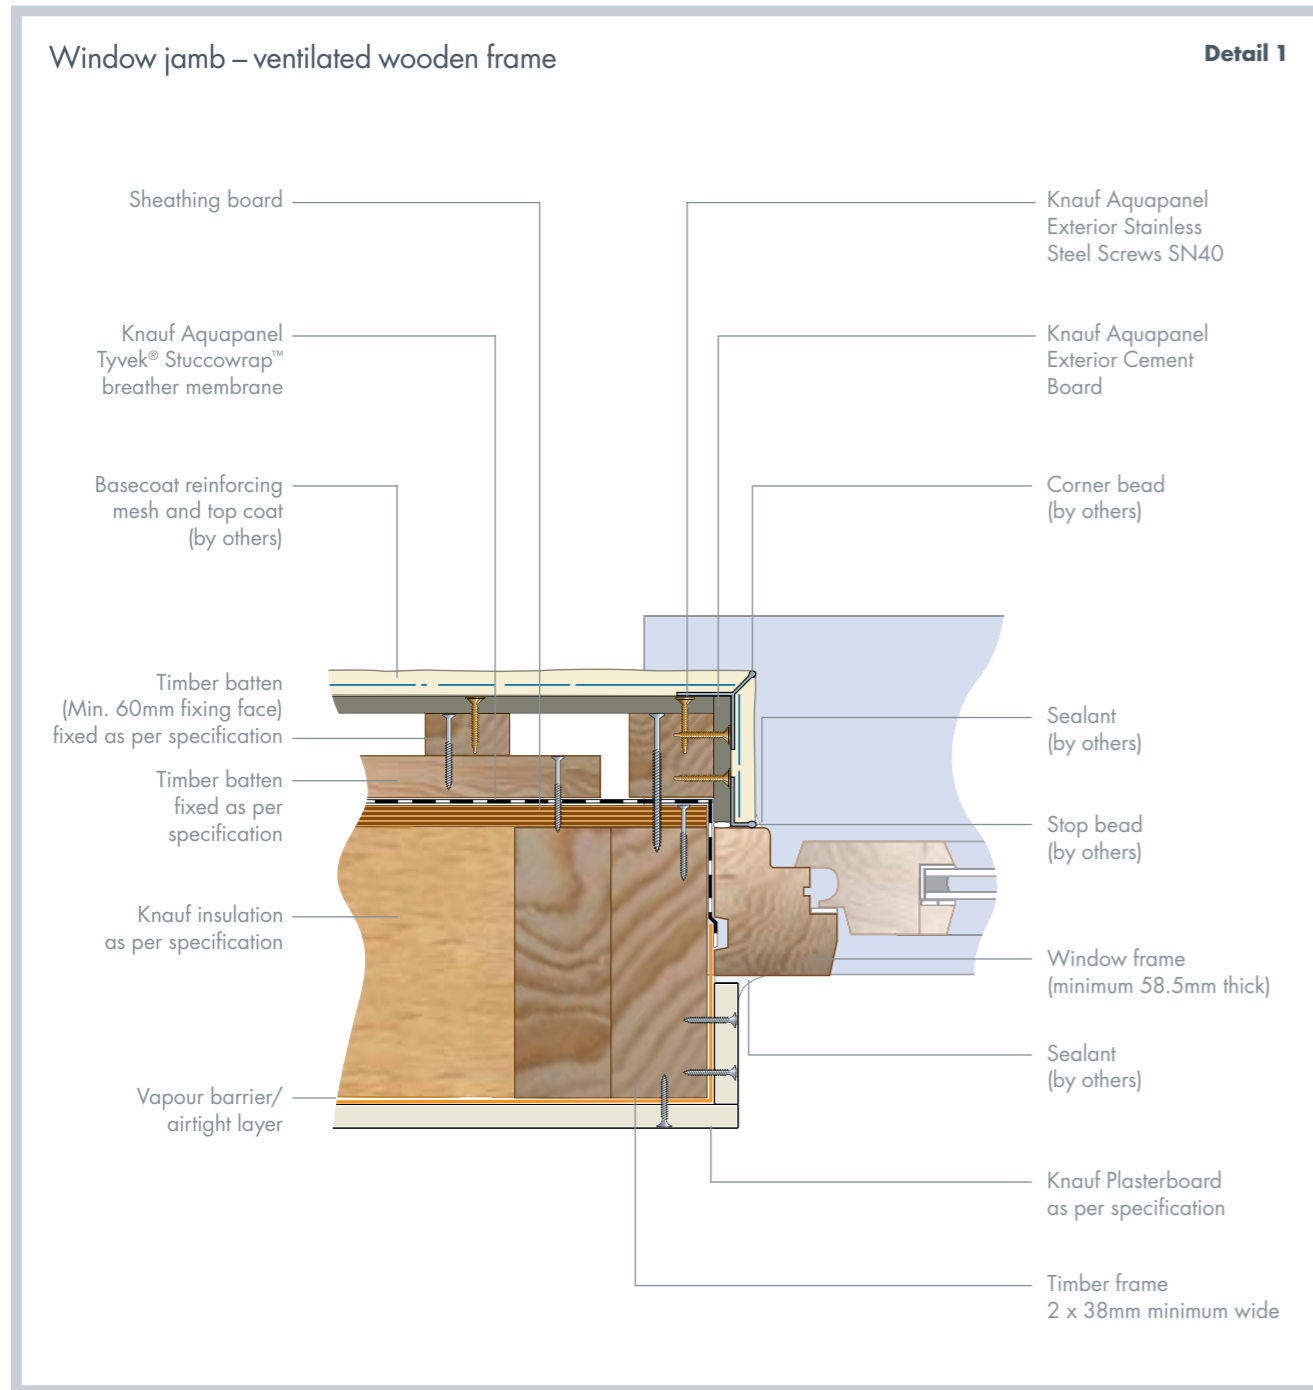 Window jamb – ventilated wooden frame
Detail 1
Sheathing board
Knauf Aquapanel
Tyvek® Stuccowrap™
breather membrane
Basecoat reinforcing
mesh and top coat
(by others)
Timber batten
(Min. 60mm fixing face)
fixed as per specification
Timber batten
fixed as per
specification
Knauf insulation
as per specification
Vapour barrier/
airtight layer
Knauf Aquapanel
Exterior Stainless
Steel Screws SN40
Knauf Aquapanel
Exterior Cement
Board
Corner bead
(by others)
Sealant
(by others)
Stop bead
(by others)
Window frame
(minimum 58.5mm thick)
Sealant
(by others)
Knauf Plasterboard
as per specification
Timber frame
2 x 38mm minimum wide